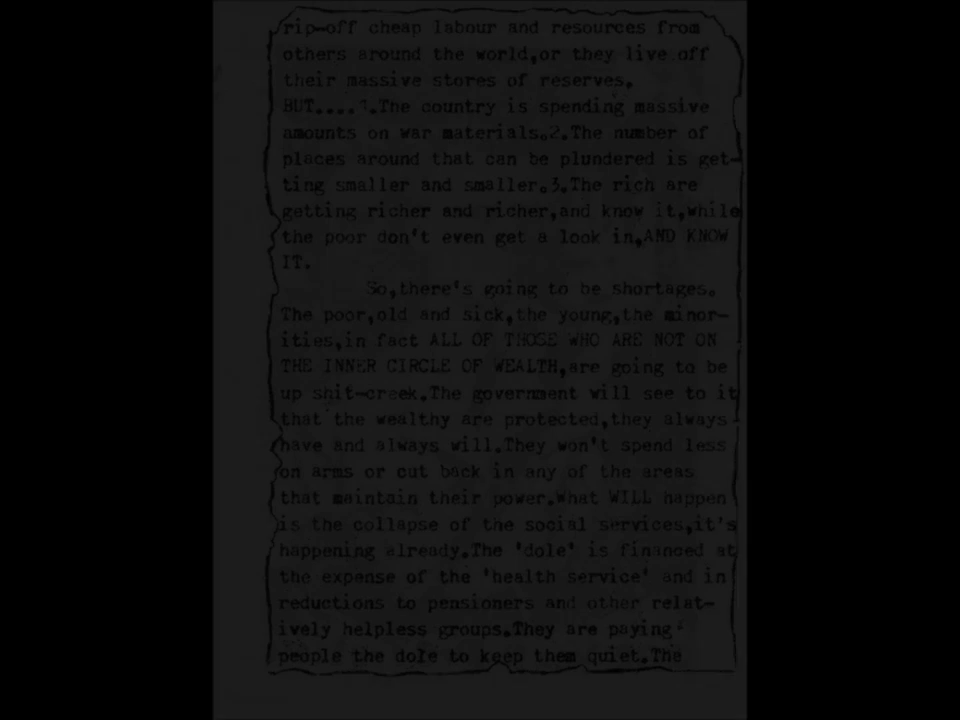 rip-off cheap labour and resources from
others around the world,or they live off
their massive stores of reserves.
BUT....1.The country is spending massive
amounts on war materials.2.The number of
places around that can be plundered is get-
ting smaller and smaller.3.The rich are
getting richer and richer,and know it,while
the poor don't even get a look in,AND KNOW
IT.
So,there's going to be shortages.
The poor,old and sick,the young,the minor-
ities,in fact ALL OF THOSE WHO ARE NOT ON
THE INNER CIRCLE OF WEALTH,are going to be
up shit-creek.The government will see to it
that the wealthy are protected,they always
have and always will.They won't spend less
on arms or cut back in any of the areas
that maintain their power.What WILL happen
is the collapse of the social services,it's
happening already.The 'dole' is financed at
the expense of the 'health service' and in
reductions to pensioners and other relat-
ively helpless groups.They are paying
people the dole to keep them quiet.The